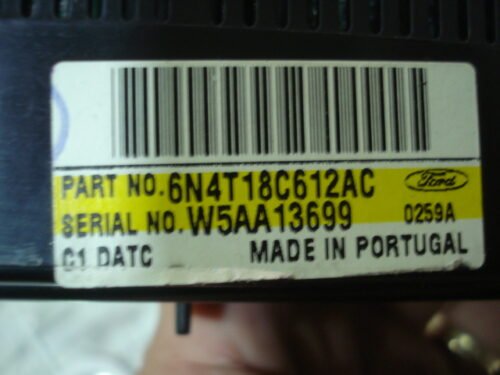 PART NO. 6N4T18C612AC Ford
SERIAL NO. W5AA13699 0259A
C1 DATC MADE IN PORTUGAL